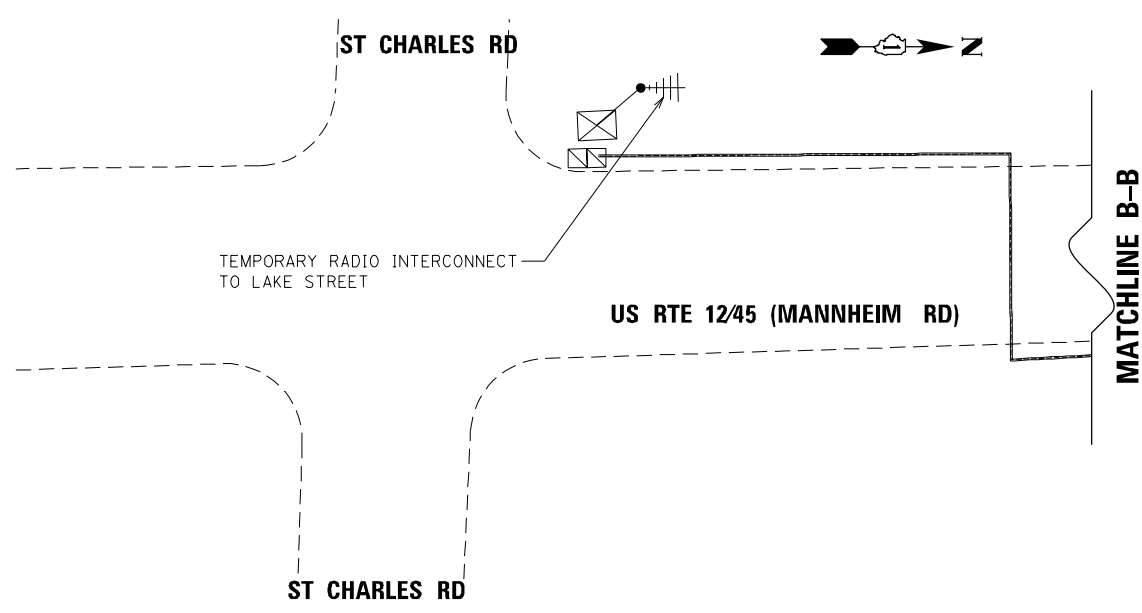 ST CHARLES RD
N
TEMPORARY RADIO INTERCONNECT
TO LAKE STREET
US RTE 12/45 (MANNHEIM RD)
MATCHLINE B-B
ST CHARLES RD